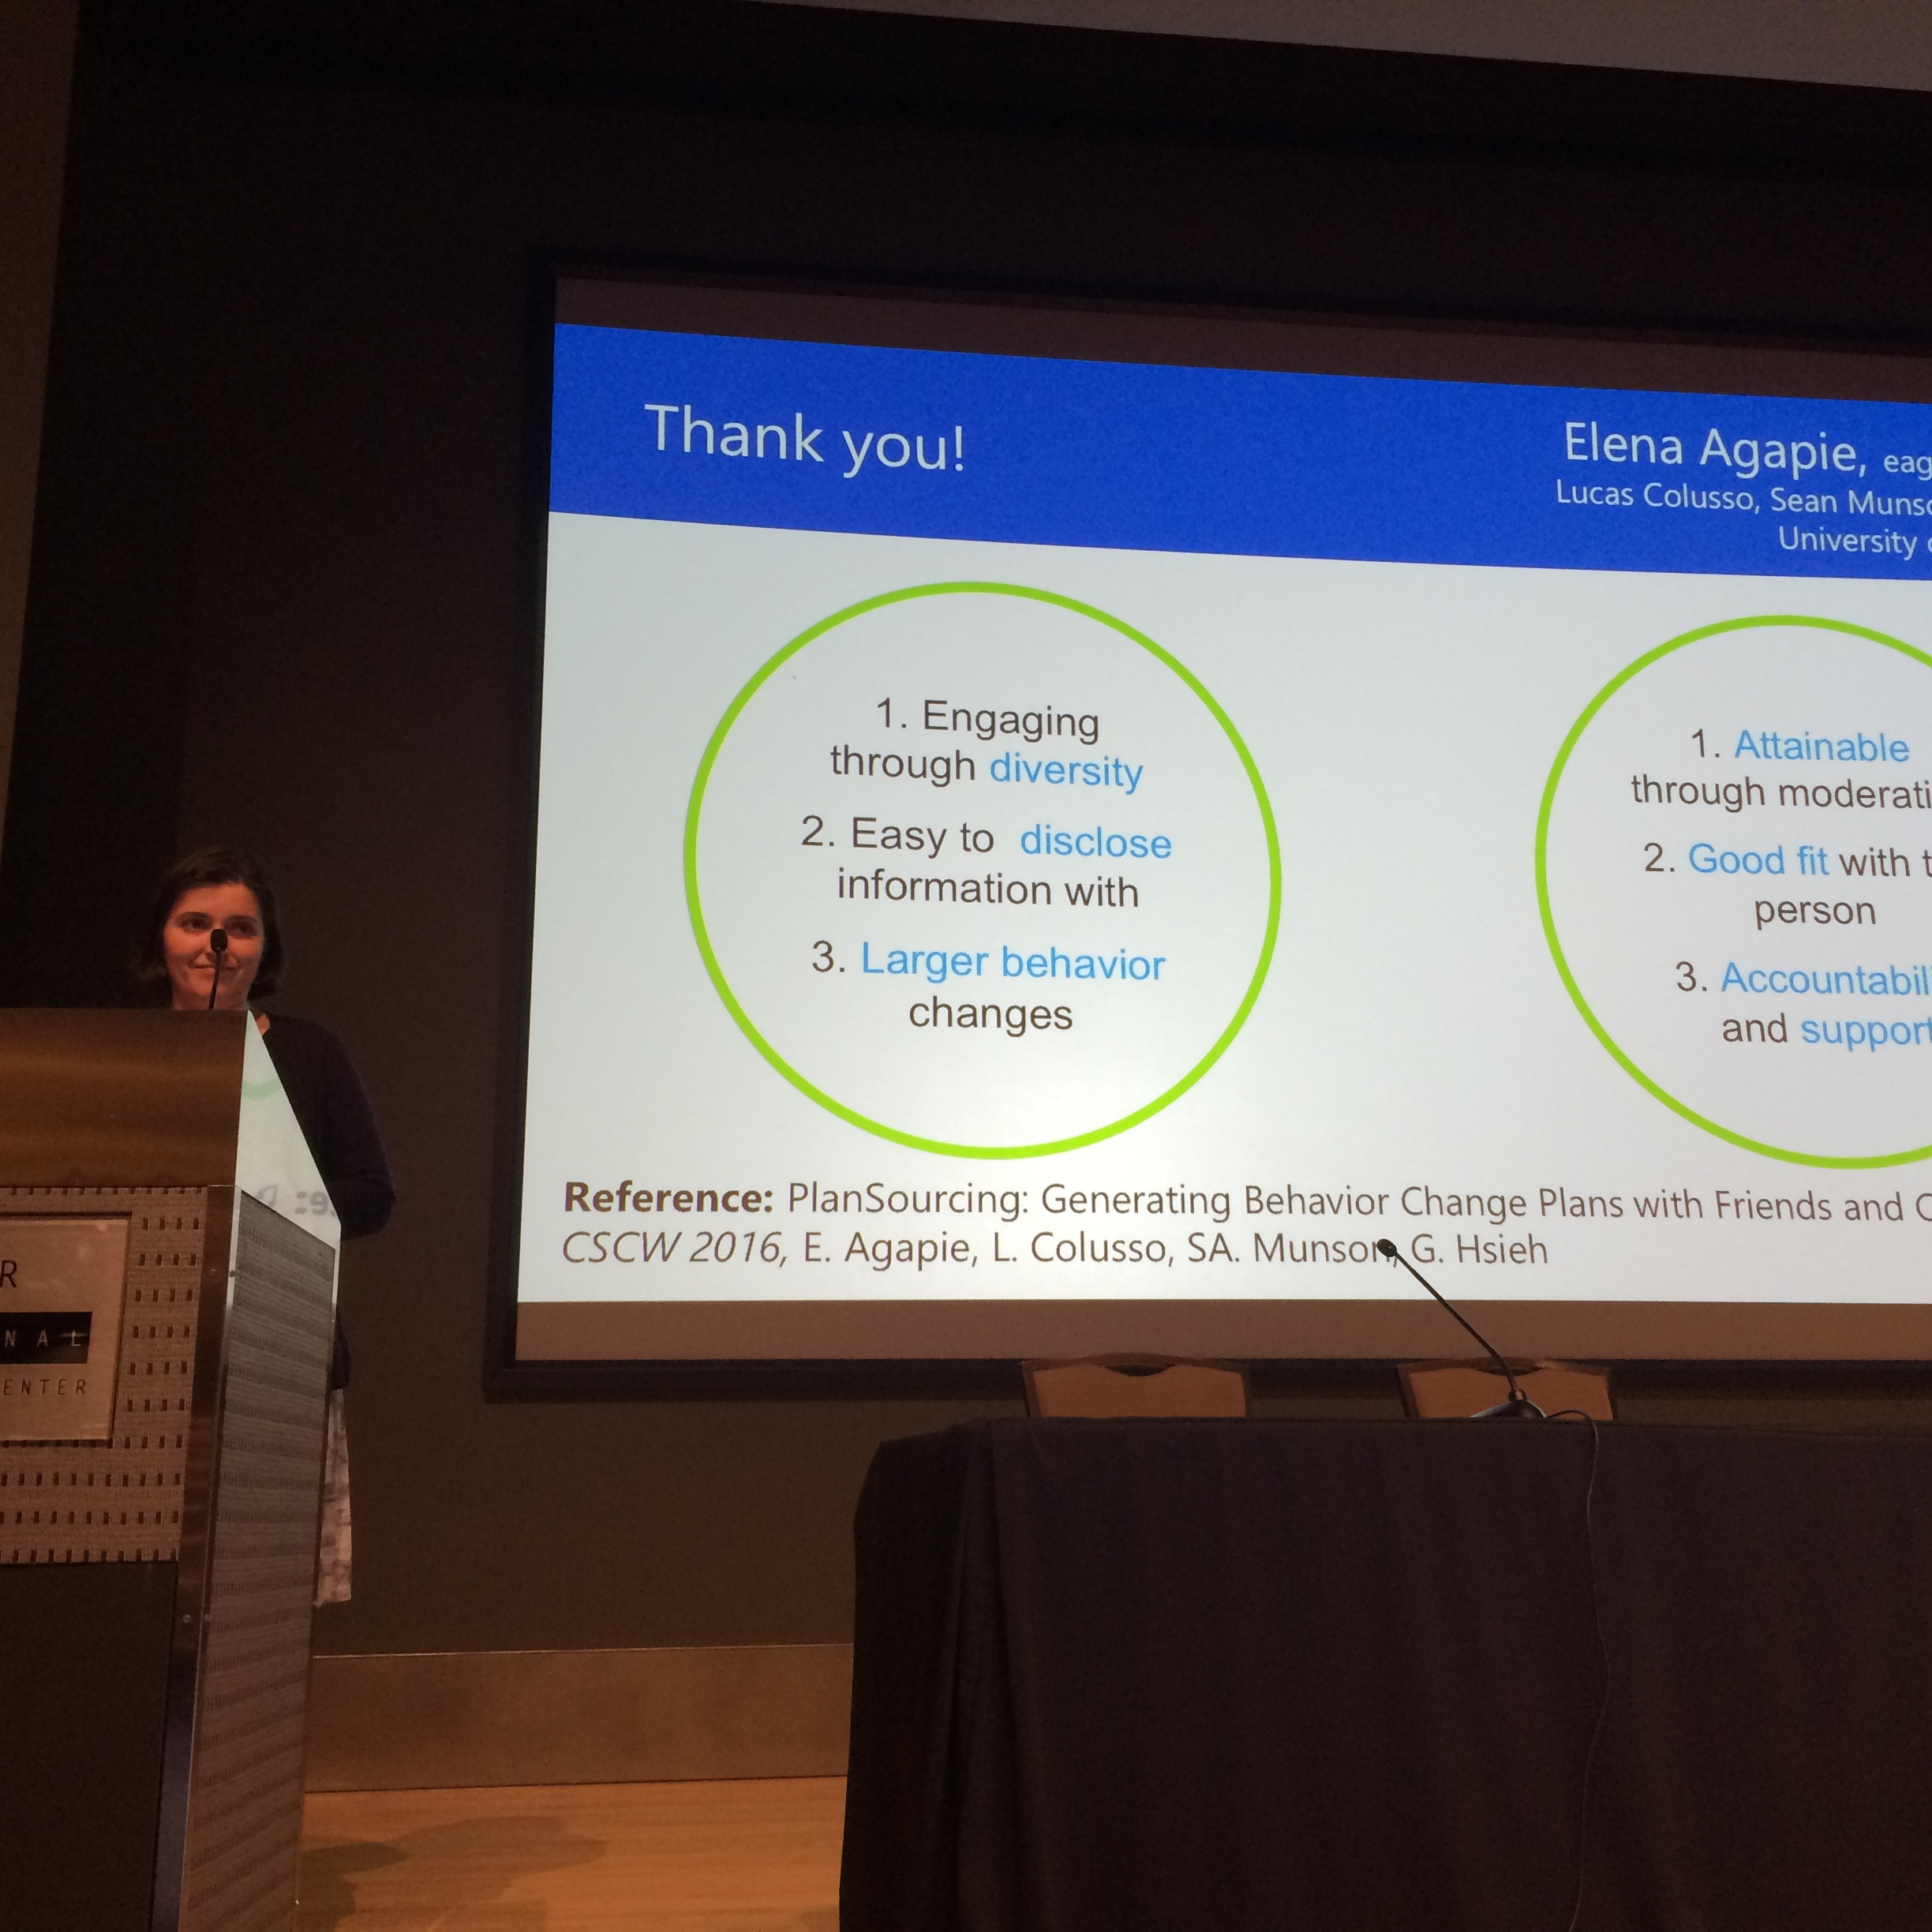 Thank you!
Elena Agapie, eag
Lucas Colusso, Sean Muns
University
1. Engaging
through diversity
2. Easy to disclose
information with
3. Larger behavior
changes
1. Attainable
through moderati
2. Good fit with t
person
3. Accountabil
and support
Reference: PlanSourcing: Generating Behavior Change Plans with Friends and C
CSCW 2016, E. Agapie, L. Colusso, SA. Munson, G. Hsieh
R
NAL
ENTER